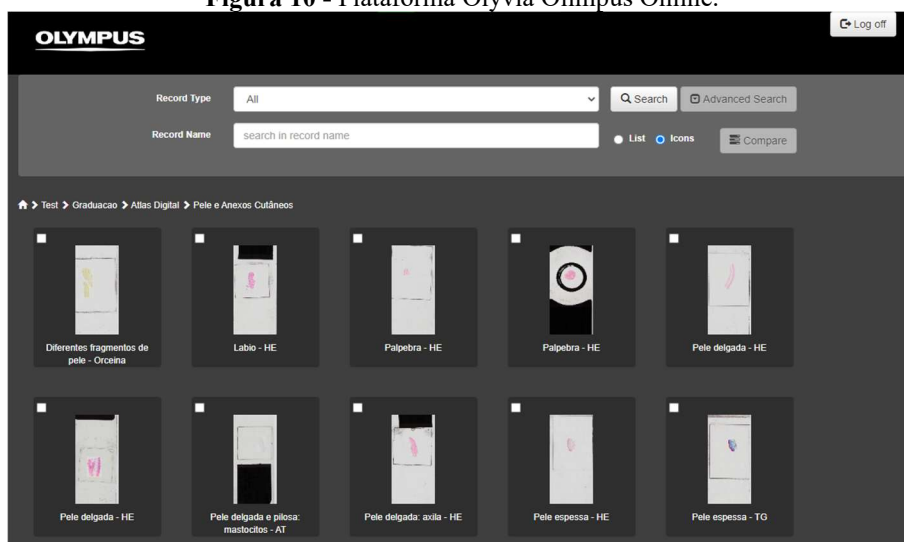 Figura 10 - Plataforma Olyvia Olimpus Online.
Log off
OLYMPUS
Record Type
All
Search
Advanced Search
Record Name
search in record name
List
Icons
Compare
Test > Graduacao > Atlas Digital > Pele e Anexos Cutâneos
Diferentes fragmentos de
pele - Orceina
Labio - HE
Palpebra - HE
Palpebra - HE
Pele delgada - HE
Pele delgada - HE
Pele delgada e pilosa:
mastocitos - AT
Pele delgada: axila - HE
Pele espessa - HE
Pele espessa - TG